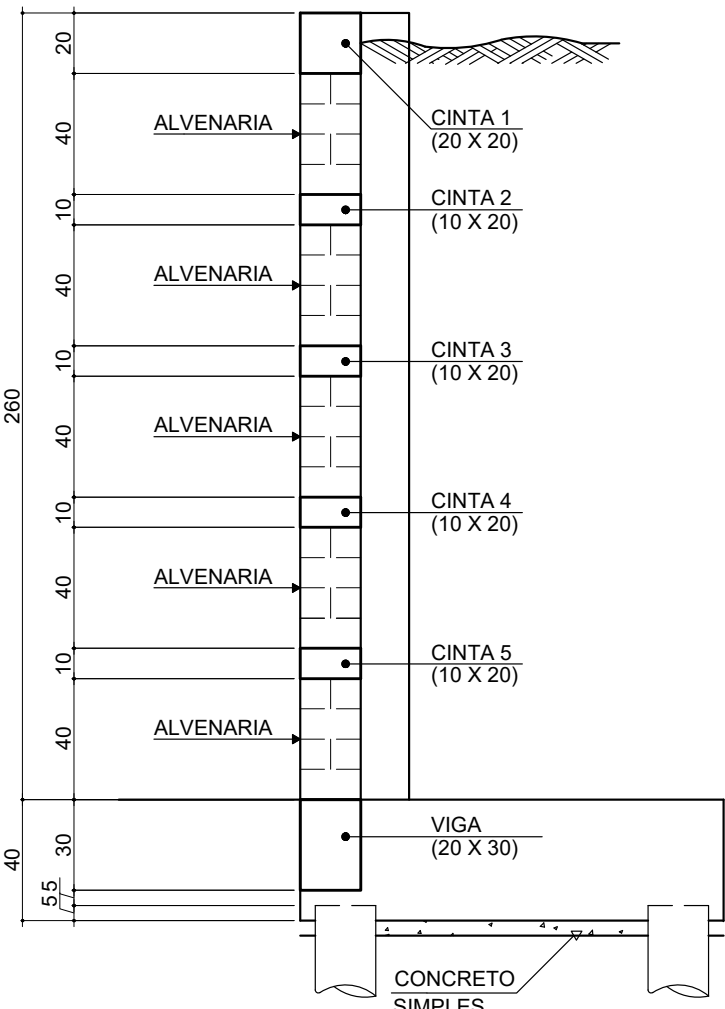 20
40
ALVENARIA
CINTA 1
(20 X 20)
10
CINTA 2
(10 X 20)
40
ALVENARIA
10
CINTA 3
(10 X 20)
260
40
ALVENARIA
10
CINTA 4
(10 X 20)
40
ALVENARIA
10
CINTA 5
(10 X 20)
40
ALVENARIA
40
30
VIGA
(20 X 30)
5
5
CONCRETO
SIMPLES